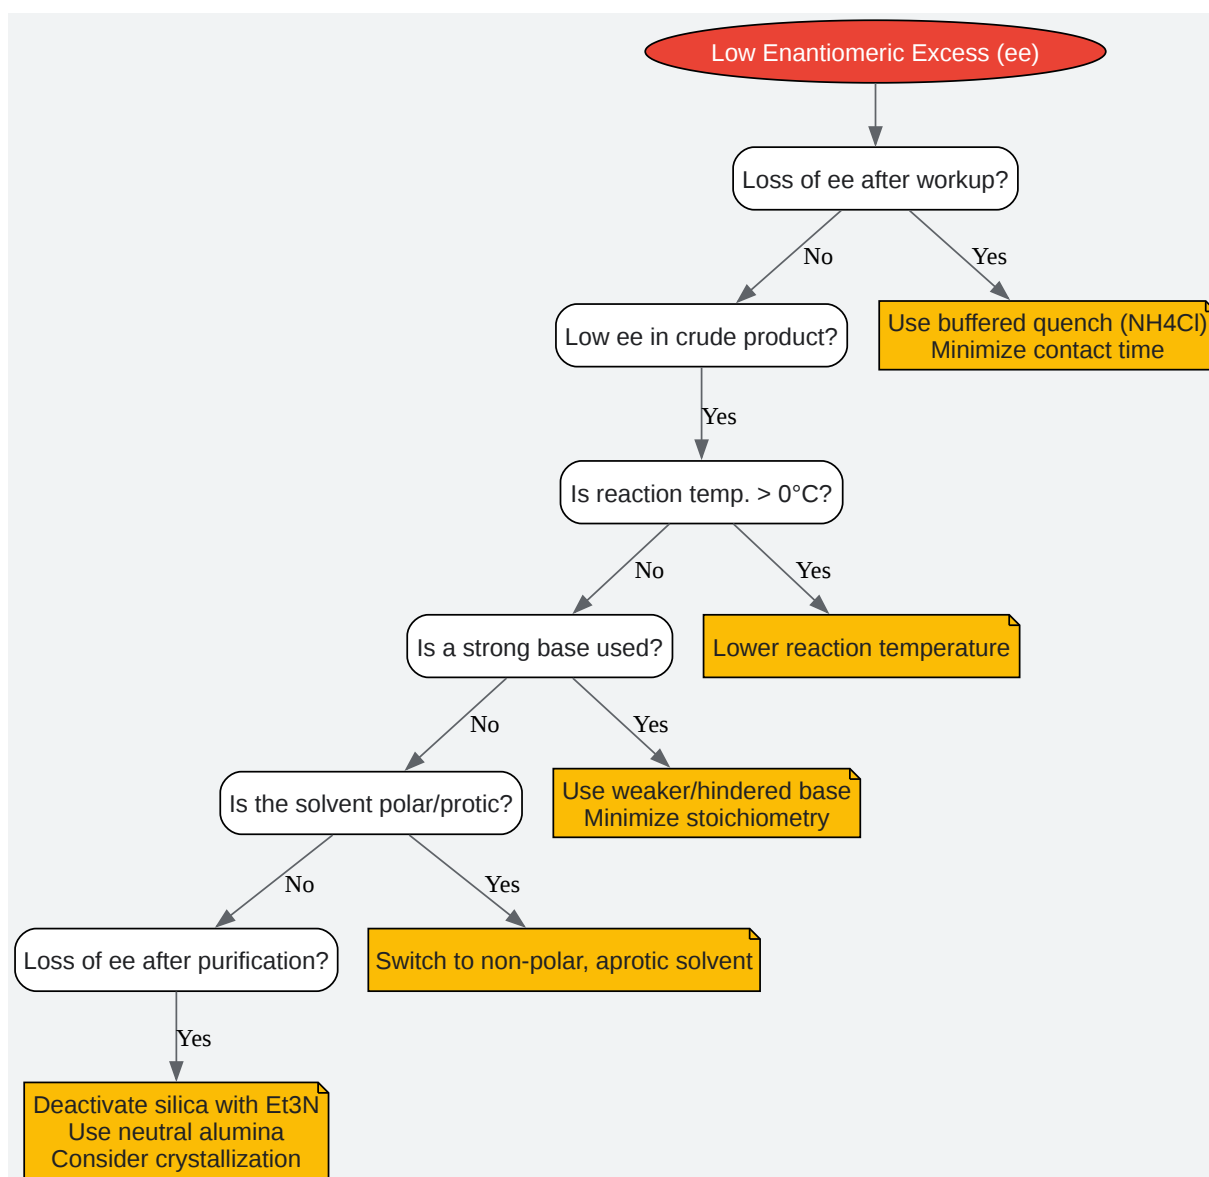 Low Enantiomeric Excess (ee)
Loss of ee after workup?
No
Yes
Low ee in crude product?
Use buffered quench (NH4Cl)
Minimize contact time
Yes
Is reaction temp. > 0°C?
No
Yes
Is a strong base used?
Lower reaction temperature
No
Yes
Is the solvent polar/protic?
Use weaker/hindered base
Minimize stoichiometry
No
Yes
Loss of ee after purification?
Switch to non-polar, aprotic solvent
Yes
Deactivate silica with Et3N
Use neutral alumina
Consider crystallization